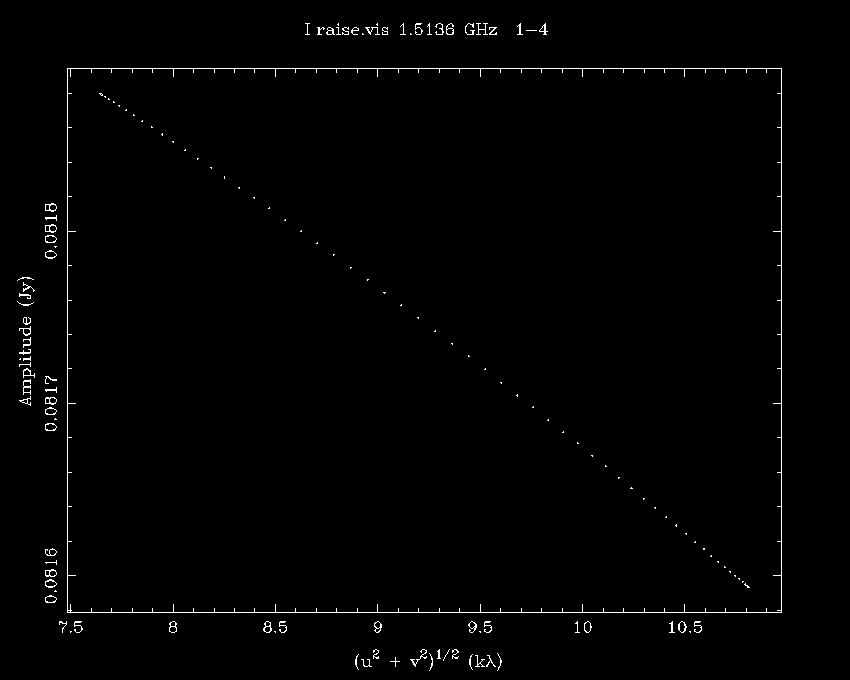 I raise.vis 1.5136 GHz 1−4
0.0818
0.0817
0.0816
Amplitude (Jy)
7.5 8 8.5 9 9.5 10 10.5
(u² + v²)¹/² (kλ)